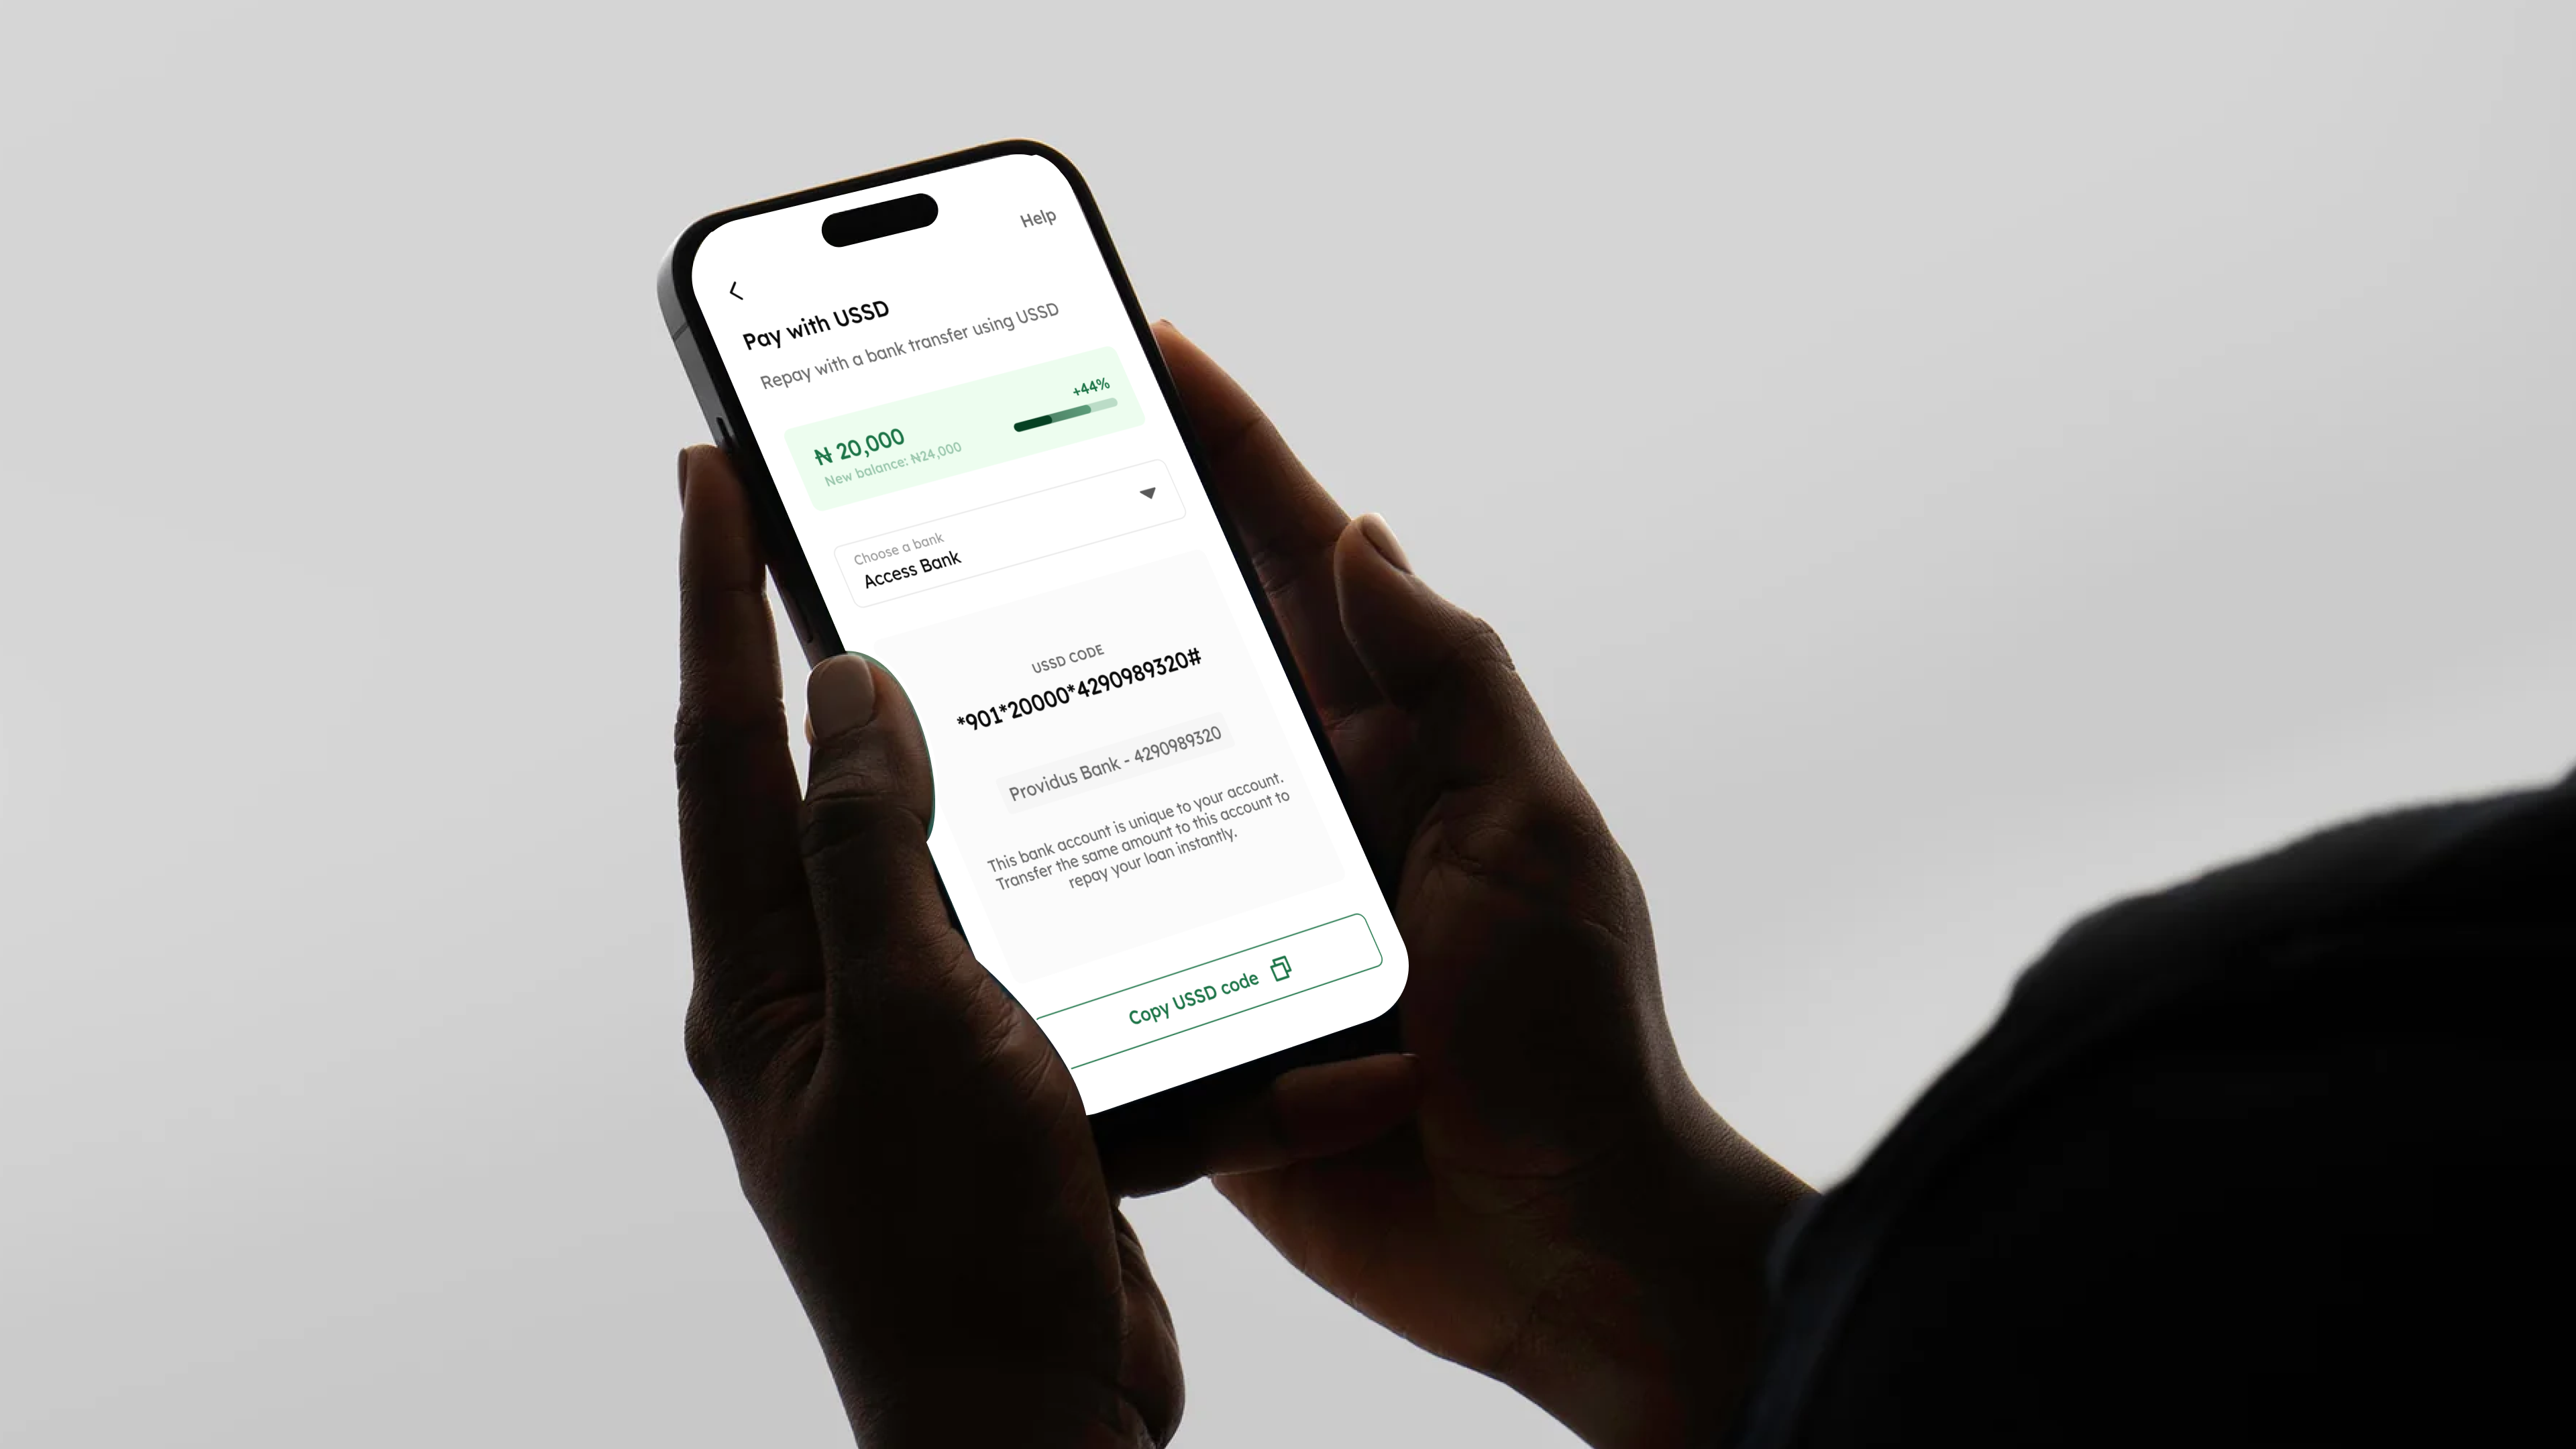 Help
Pay with USSD
Repay with a bank transfer using USSD
+44%
₦ 20,000
New balance: ₦24,000
Choose a bank
Access Bank
USSD CODE
*901*20000*4290989320#
Providus Bank - 4290989320
This bank account is unique to your account.
Transfer the same amount to this account to
repay your loan instantly.
Copy USSD code